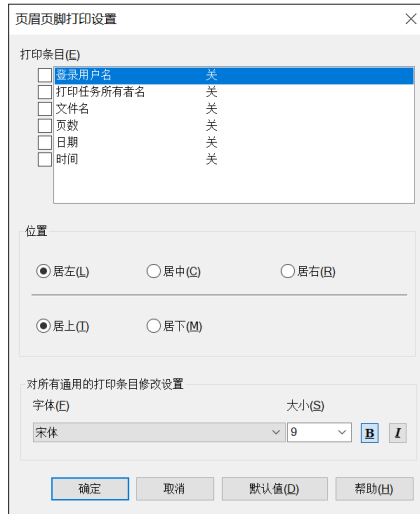 页眉页脚打印设置
打印条目(E)
登录用户名 关
打印任务所有者名 关
文件名 关
页数 关
日期 关
时间 关
位置
居左(L) 居中(C) 居右(R)
居上(T) 居下(M)
对所有通用的打印条目修改设置
字体(F) 大小(S)
宋体 9 B I
确定 取消 默认值(D) 帮助(H)